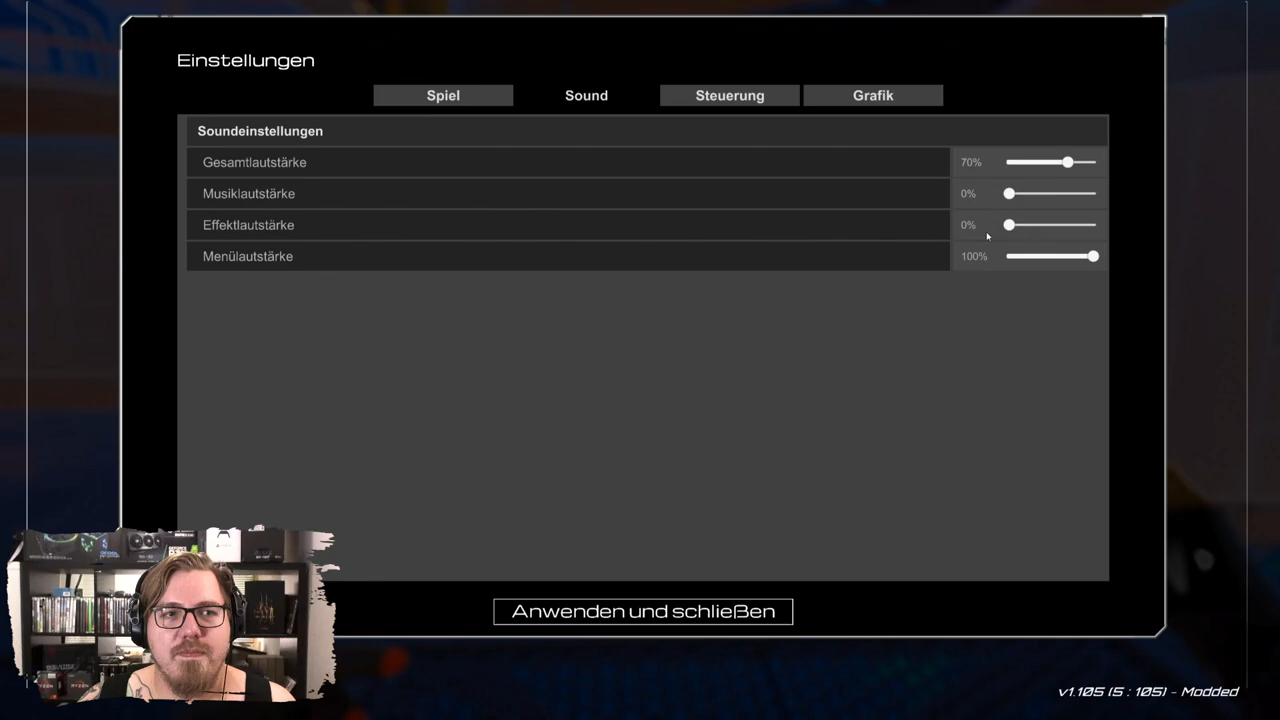 Einstellungen
Spiel Sound Steuerung Grafik
Soundeinstellungen
Gesamtlautstärke 70%
Musiklautstärke 0%
Effektlautstärke 0%
Menülautstärke 100%
Anwenden und schließen
v1.105 (5 : 105) - Modded